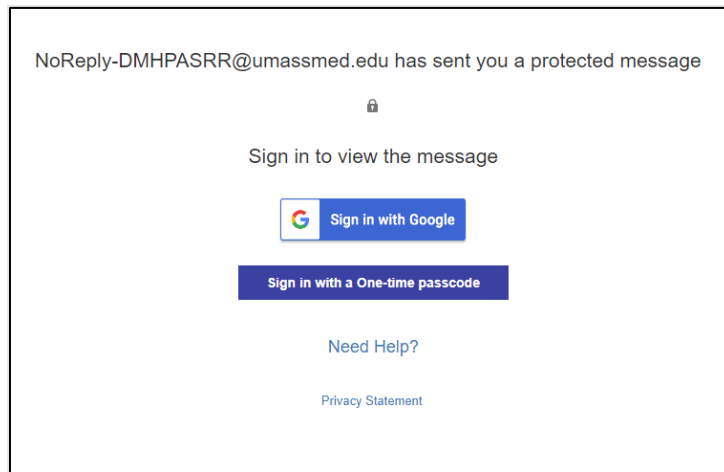 NoReply-DMHPASRR@umassmed.edu has sent you a protected message
Sign in to view the message
Sign in with Google
Sign in with a One-time passcode
Need Help?
Privacy Statement